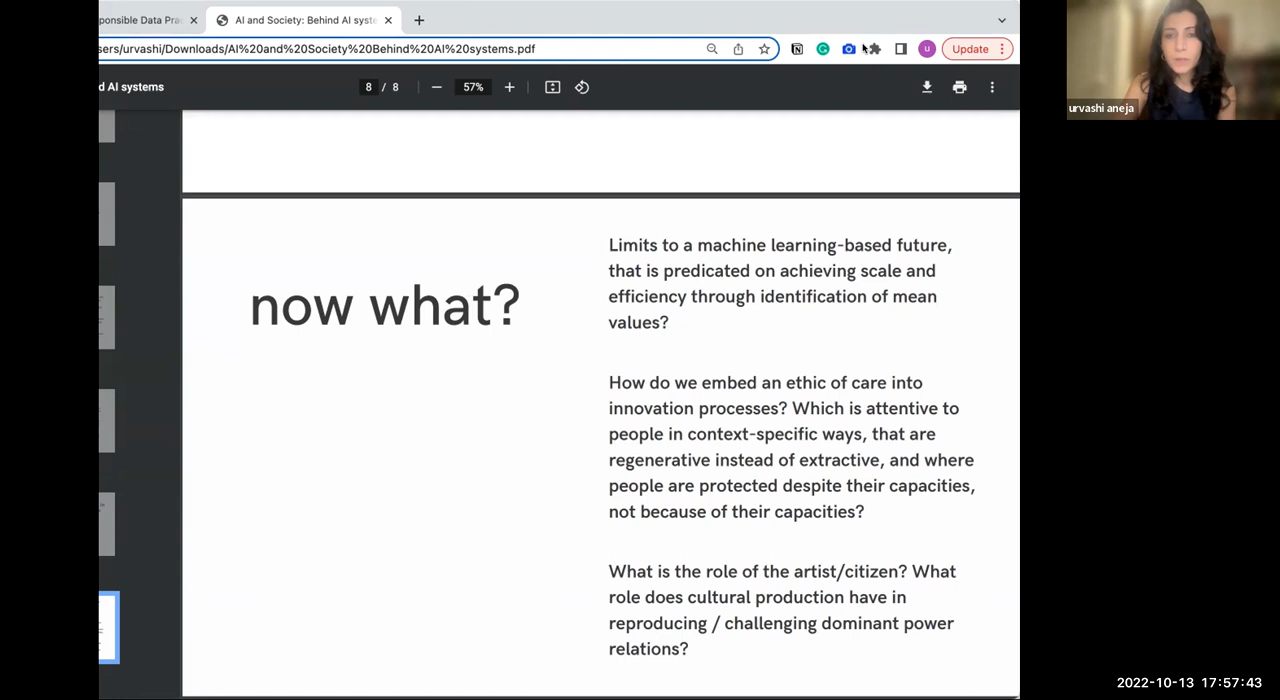 ponsible Data Pra
AI and Society: Behind AI syste
sers/urvashi/Downloads/AI%20and%20Society%20Behind%20AI%20systems.pdf
u
Update
d AI systems
8 / 8
57%
urvashi aneja
now what?
Limits to a machine learning-based future,
that is predicated on achieving scale and
efficiency through identification of mean
values?
How do we embed an ethic of care into
innovation processes? Which is attentive to
people in context-specific ways, that are
regenerative instead of extractive, and where
people are protected despite their capacities,
not because of their capacities?
What is the role of the artist/citizen? What
role does cultural production have in
reproducing / challenging dominant power
relations?
2022-10-13 17:57:43